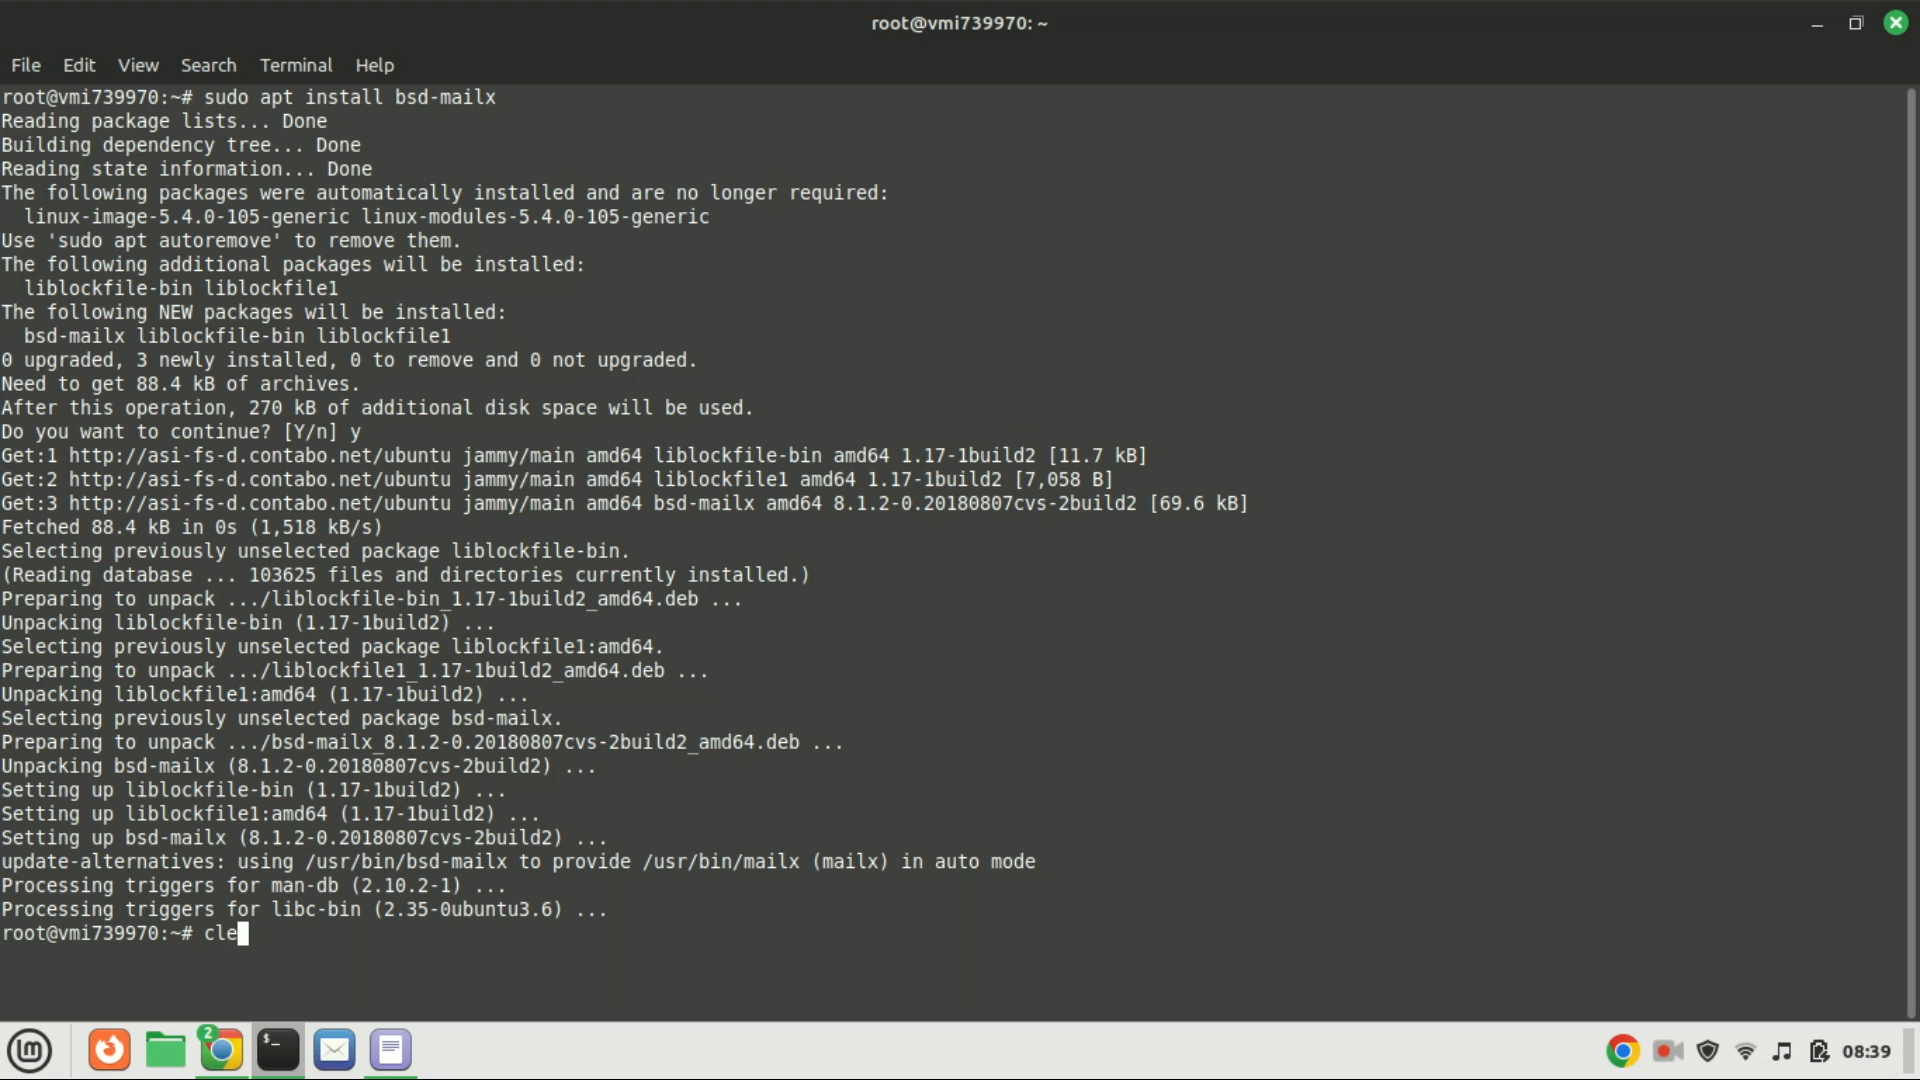 root@vmi739970: ~
File Edit View Search Terminal Help
root@vmi739970:~# sudo apt install bsd-mailx
Reading package lists... Done
Building dependency tree... Done
Reading state information... Done
The following packages were automatically installed and are no longer required:
  linux-image-5.4.0-105-generic linux-modules-5.4.0-105-generic
Use 'sudo apt autoremove' to remove them.
The following additional packages will be installed:
  liblockfile-bin liblockfile1
The following NEW packages will be installed:
  bsd-mailx liblockfile-bin liblockfile1
0 upgraded, 3 newly installed, 0 to remove and 0 not upgraded.
Need to get 88.4 kB of archives.
After this operation, 270 kB of additional disk space will be used.
Do you want to continue? [Y/n] y
Get:1 http://asi-fs-d.contabo.net/ubuntu jammy/main amd64 liblockfile-bin amd64 1.17-1build2 [11.7 kB]
Get:2 http://asi-fs-d.contabo.net/ubuntu jammy/main amd64 liblockfile1 amd64 1.17-1build2 [7,058 B]
Get:3 http://asi-fs-d.contabo.net/ubuntu jammy/main amd64 bsd-mailx amd64 8.1.2-0.20180807cvs-2build2 [69.6 kB]
Fetched 88.4 kB in 0s (1,518 kB/s)
Selecting previously unselected package liblockfile-bin.
(Reading database ... 103625 files and directories currently installed.)
Preparing to unpack .../liblockfile-bin_1.17-1build2_amd64.deb ...
Unpacking liblockfile-bin (1.17-1build2) ...
Selecting previously unselected package liblockfile1:amd64.
Preparing to unpack .../liblockfile1_1.17-1build2_amd64.deb ...
Unpacking liblockfile1:amd64 (1.17-1build2) ...
Selecting previously unselected package bsd-mailx.
Preparing to unpack .../bsd-mailx_8.1.2-0.20180807cvs-2build2_amd64.deb ...
Unpacking bsd-mailx (8.1.2-0.20180807cvs-2build2) ...
Setting up liblockfile-bin (1.17-1build2) ...
Setting up liblockfile1:amd64 (1.17-1build2) ...
Setting up bsd-mailx (8.1.2-0.20180807cvs-2build2) ...
update-alternatives: using /usr/bin/bsd-mailx to provide /usr/bin/mailx (mailx) in auto mode
Processing triggers for man-db (2.10.2-1) ...
Processing triggers for libc-bin (2.35-0ubuntu3.6) ...
root@vmi739970:~# cle
2
$_
08:39